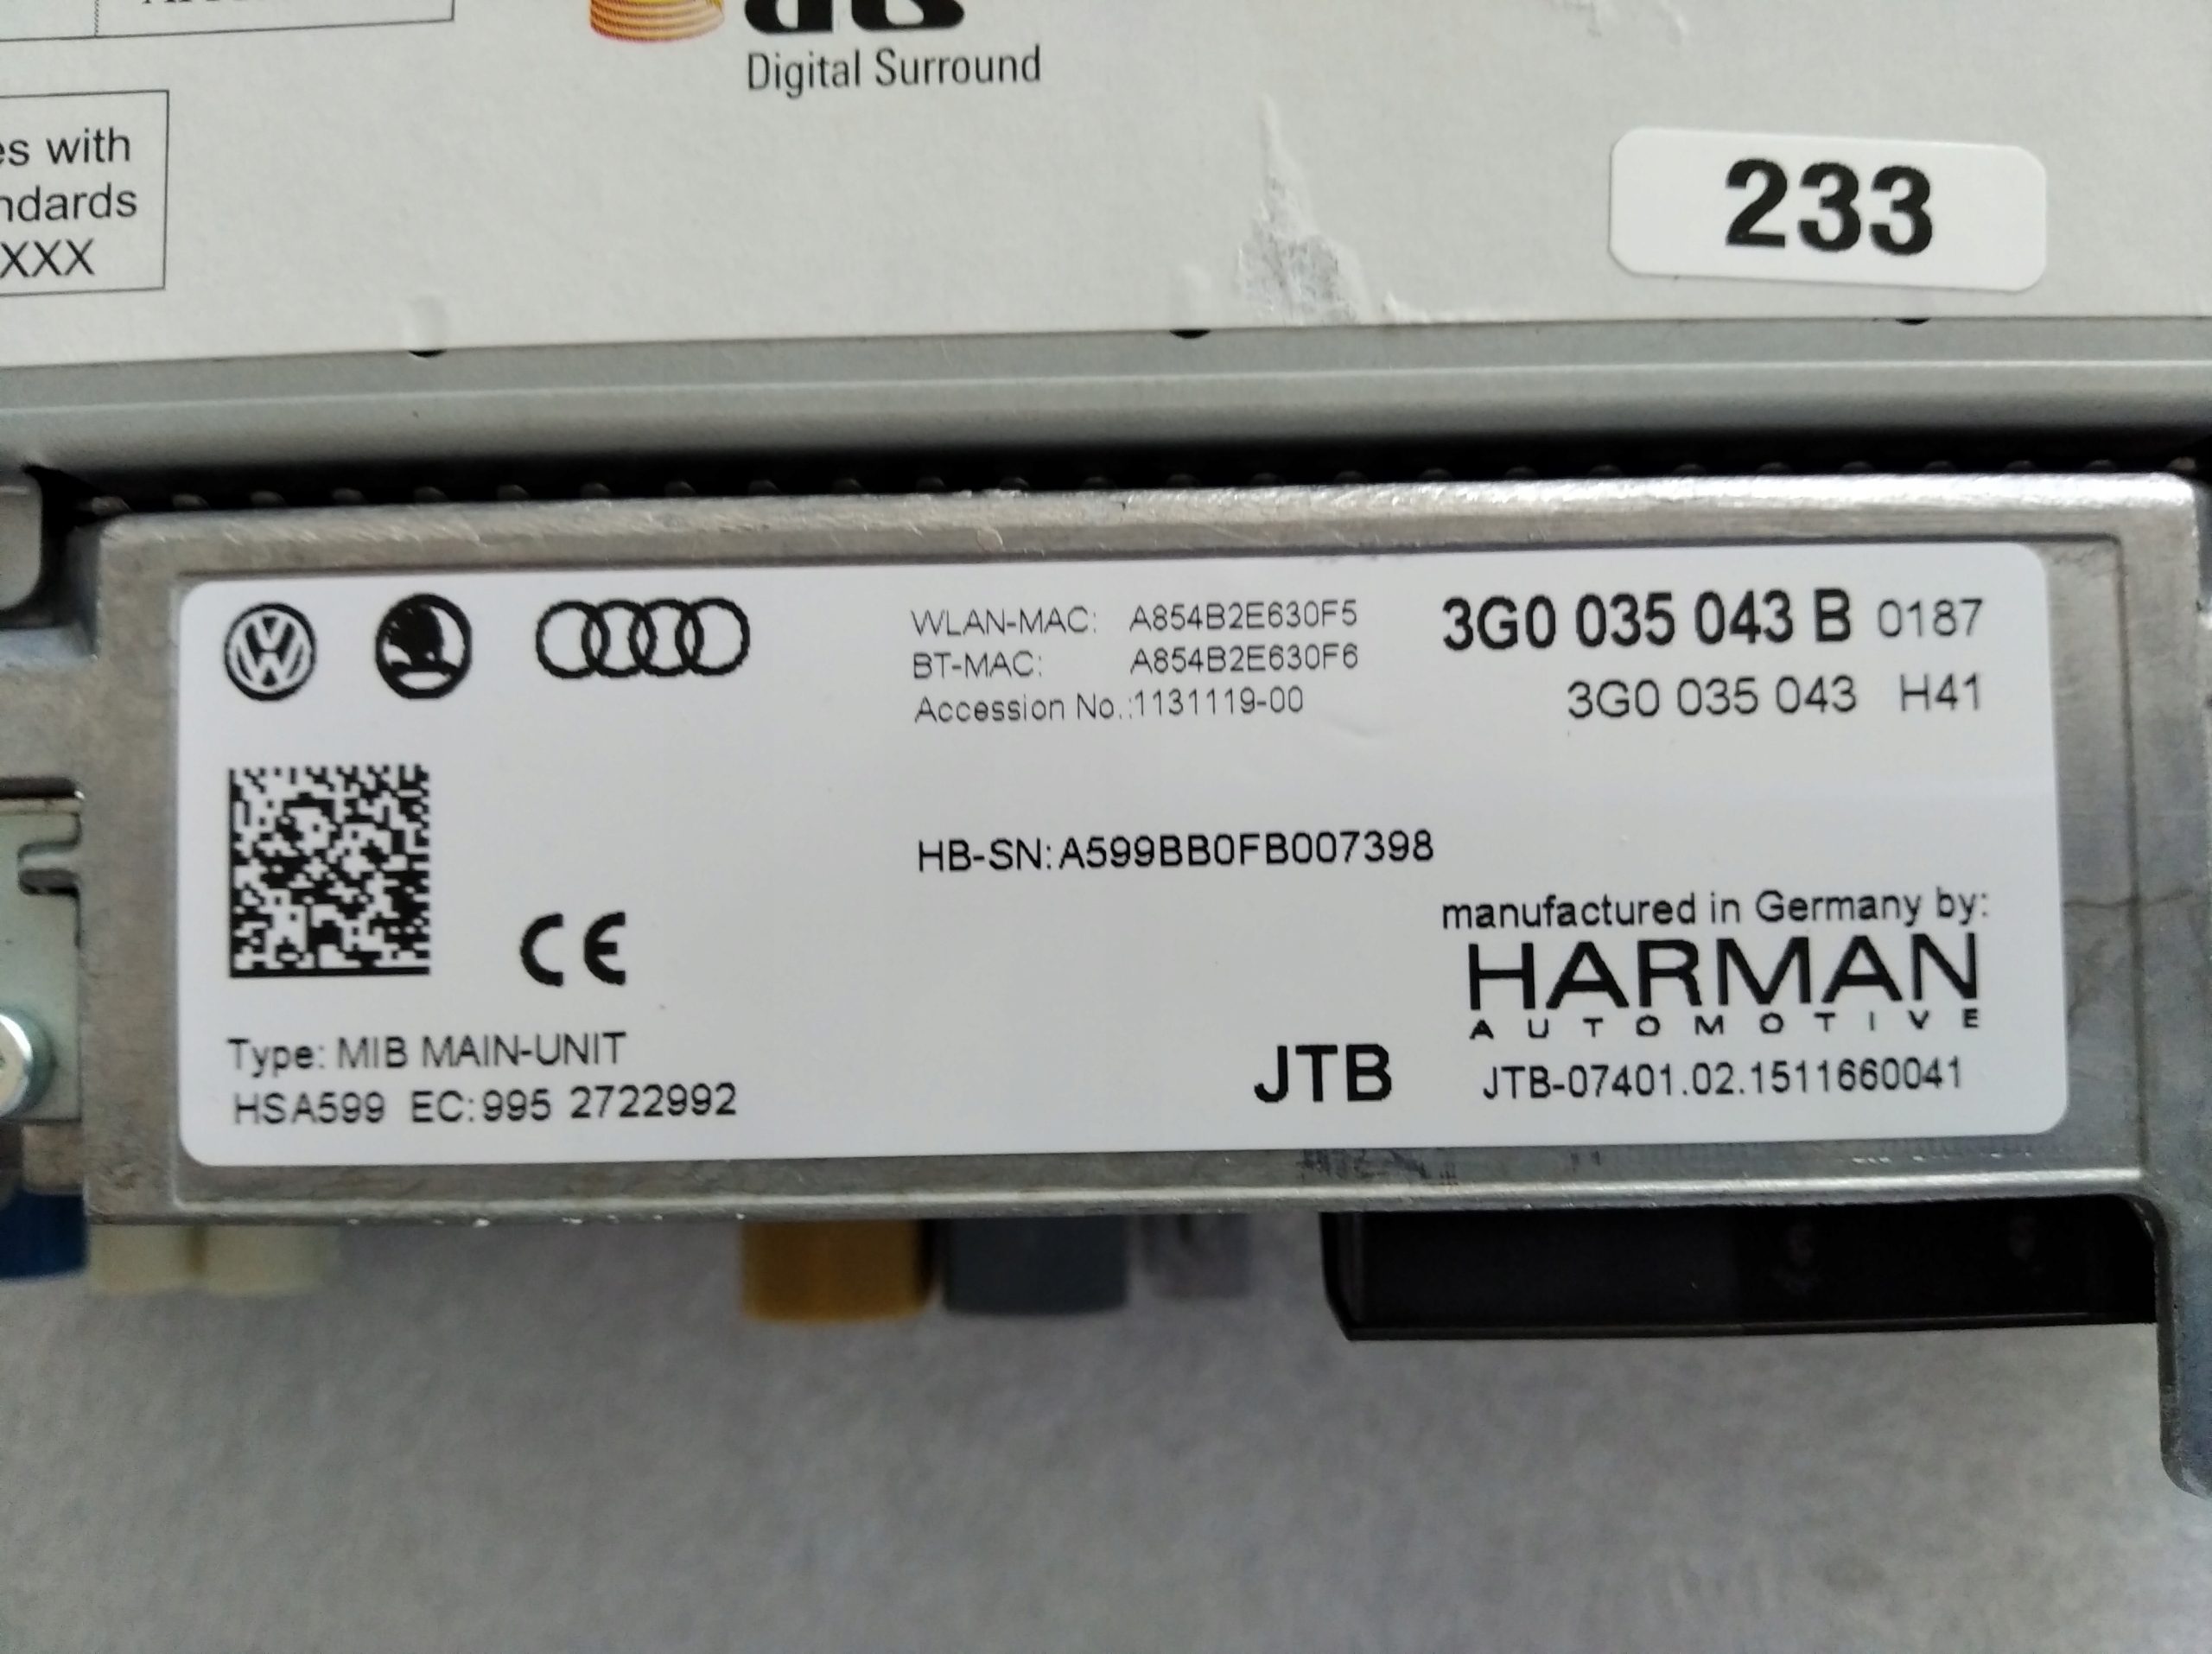 Digital Surround
with
XXX
233
WLAN-MAC: A854B2E630F5
BT-MAC: A854B2E630F6
Accession No.:1131119-00
3G0 035 043 B 0187
3G0 035 043 H41
HB-SN:A599BB0FB007398
CE
manufactured in Germany by:
HARMAN
AUTOMOTIVE
Type: MIB MAIN-UNIT
HSA599 EC:995 2722992
JTB
JTB-07401.02.1511660041